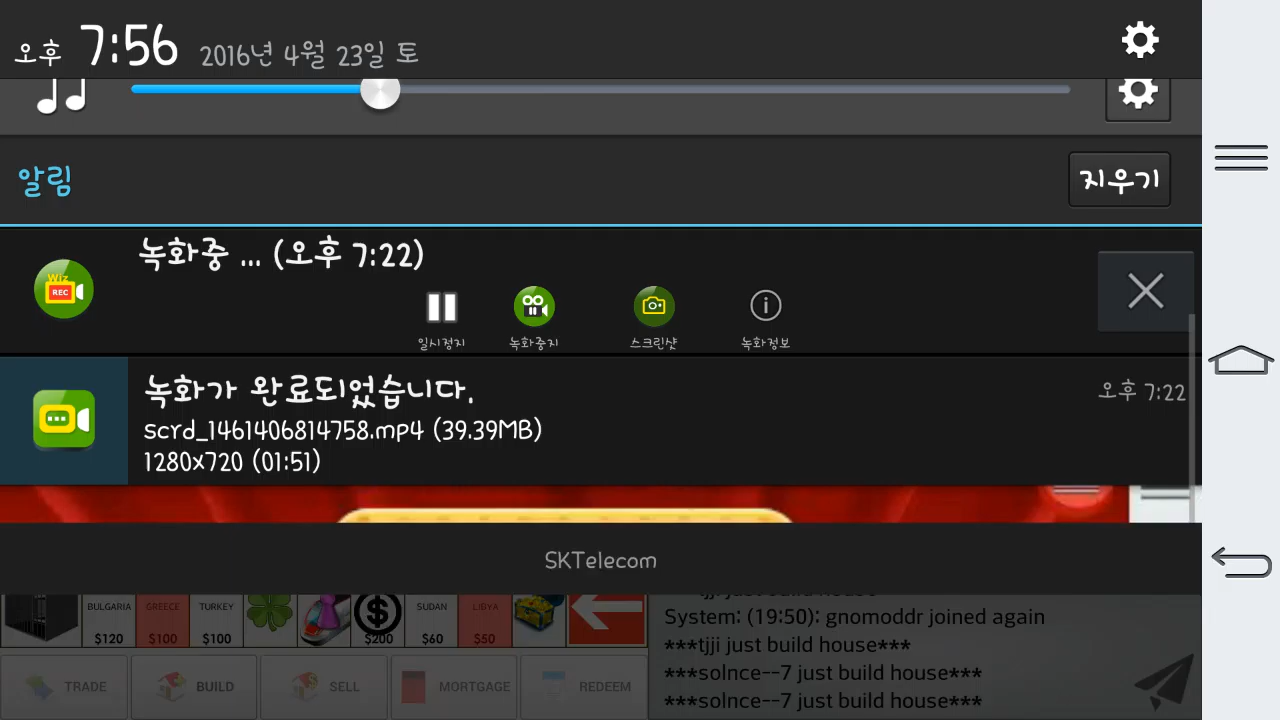 오후 7:56 2016년 4월 23일 토
알림
지우기
녹화중 ... (오후 7:22)
Wiz
REC
일시정지
녹화중지
스크린샷
녹화정보
녹화가 완료되었습니다.
오후 7:22
scrd_1461406814758.mp4 (39.39MB)
1280x720 (01:51)
SKTelecom
BULGARIA
$120
GREECE
$100
TURKEY
$100
$200
SUDAN
$60
LIBYA
$50
TRADE
BUILD
SELL
MORTGAGE
REDEEM
System: (19:50): gnomoddr joined again
***tjji just build house***
***solnce--7 just build house***
***solnce--7 just build house***